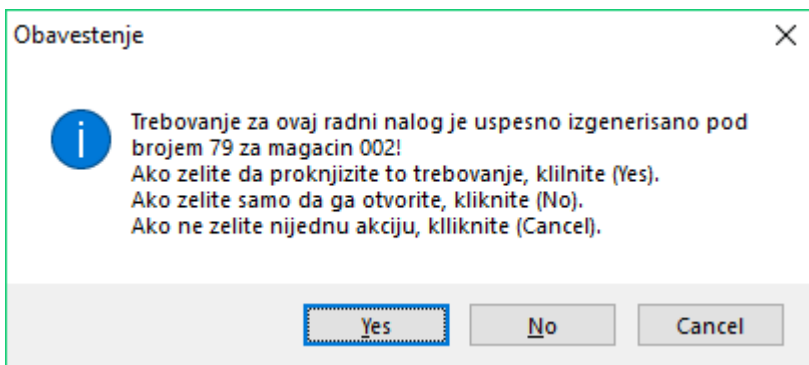 Obavestenje
Trebovanje za ovaj radni nalog je uspesno izgenerisano pod
brojem 79 za magacin 002!
Ako zelite da proknjizite to trebovanje, klilnite (Yes).
Ako zelite samo da ga otvorite, kliknite (No).
Ako ne zelite nijednu akciju, klliknite (Cancel).
Yes No Cancel